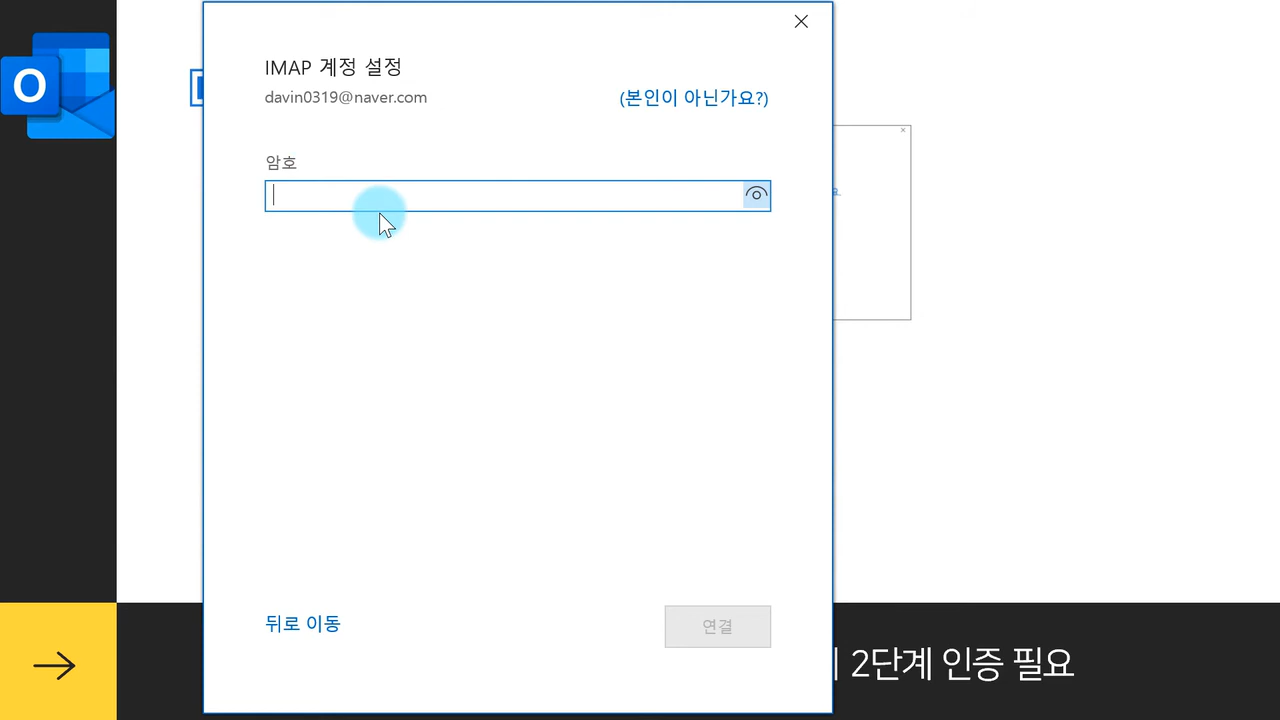 IMAP 계정 설정
davin0319@naver.com
(본인이 아닌가요?)
암호
뒤로 이동
연결
2단계 인증 필요
O